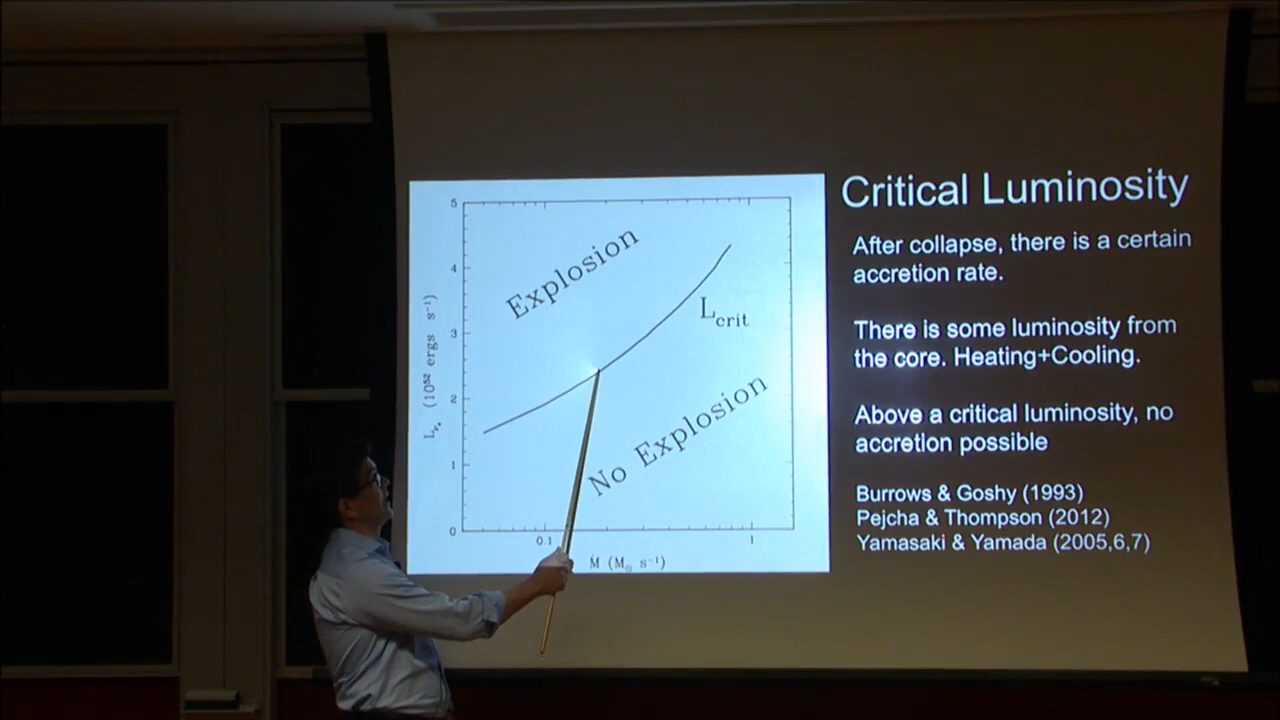 Critical Luminosity
After collapse, there is a certain
accretion rate.
There is some luminosity from
the core. Heating+Cooling.
Above a critical luminosity, no
accretion possible
Burrows & Goshy (1993)
Pejcha & Thompson (2012)
Yamasaki & Yamada (2005,6,7)
5
4
3
2
1
0
(10⁵² ergs s⁻¹)
Explosion
L_crit
No Explosion
0.1
1
Ṁ (M⊙ s⁻¹)